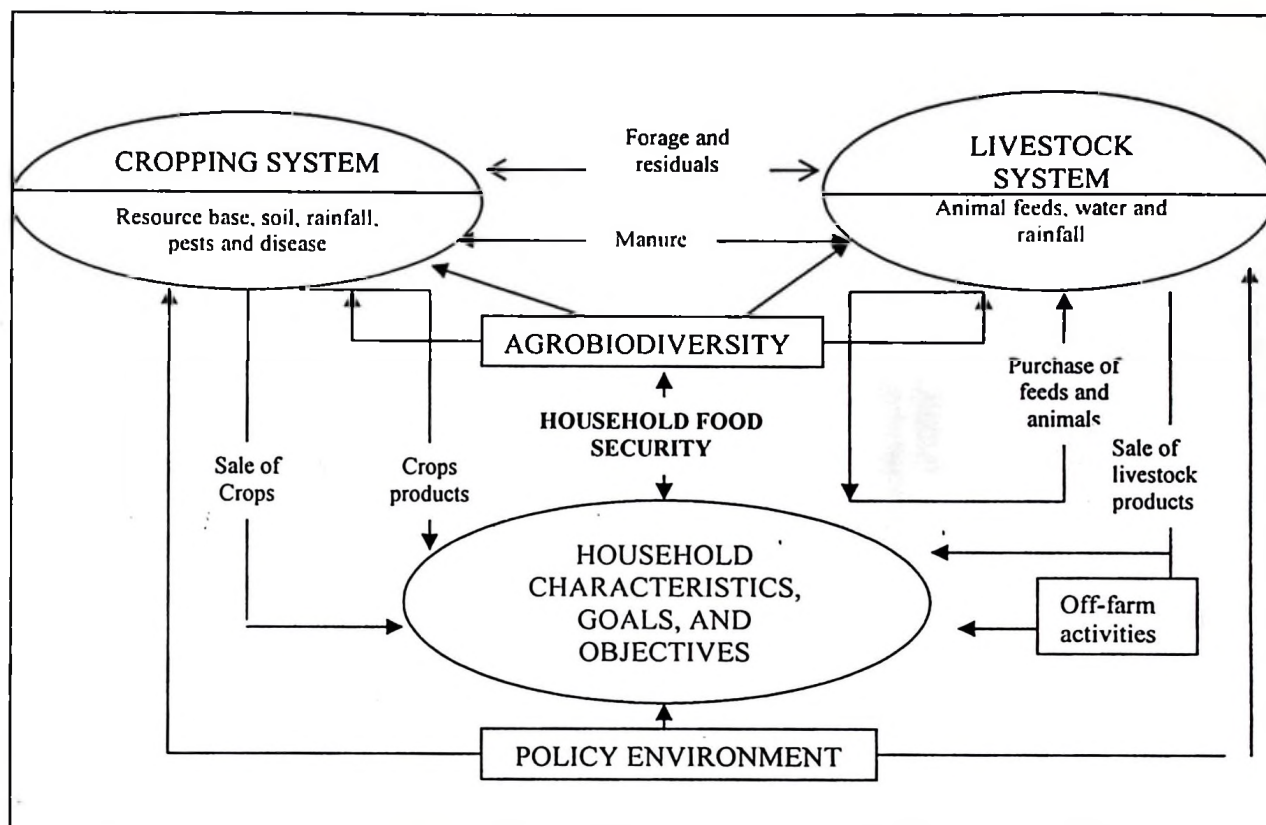 CROPPING SYSTEM
Resource base, soil, rainfall,
pests and disease
Forage and
residuals
Manure
LIVESTOCK
SYSTEM
Animal feeds, water and
rainfall
AGROBIODIVERSITY
HOUSEHOLD FOOD
SECURITY
Purchase of
feeds and
animals
Sale of
Crops
Crops
products
Sale of
livestock
products
HOUSEHOLD
CHARACTERISTICS,
GOALS, AND
OBJECTIVES
Off-farm
activities
POLICY ENVIRONMENT